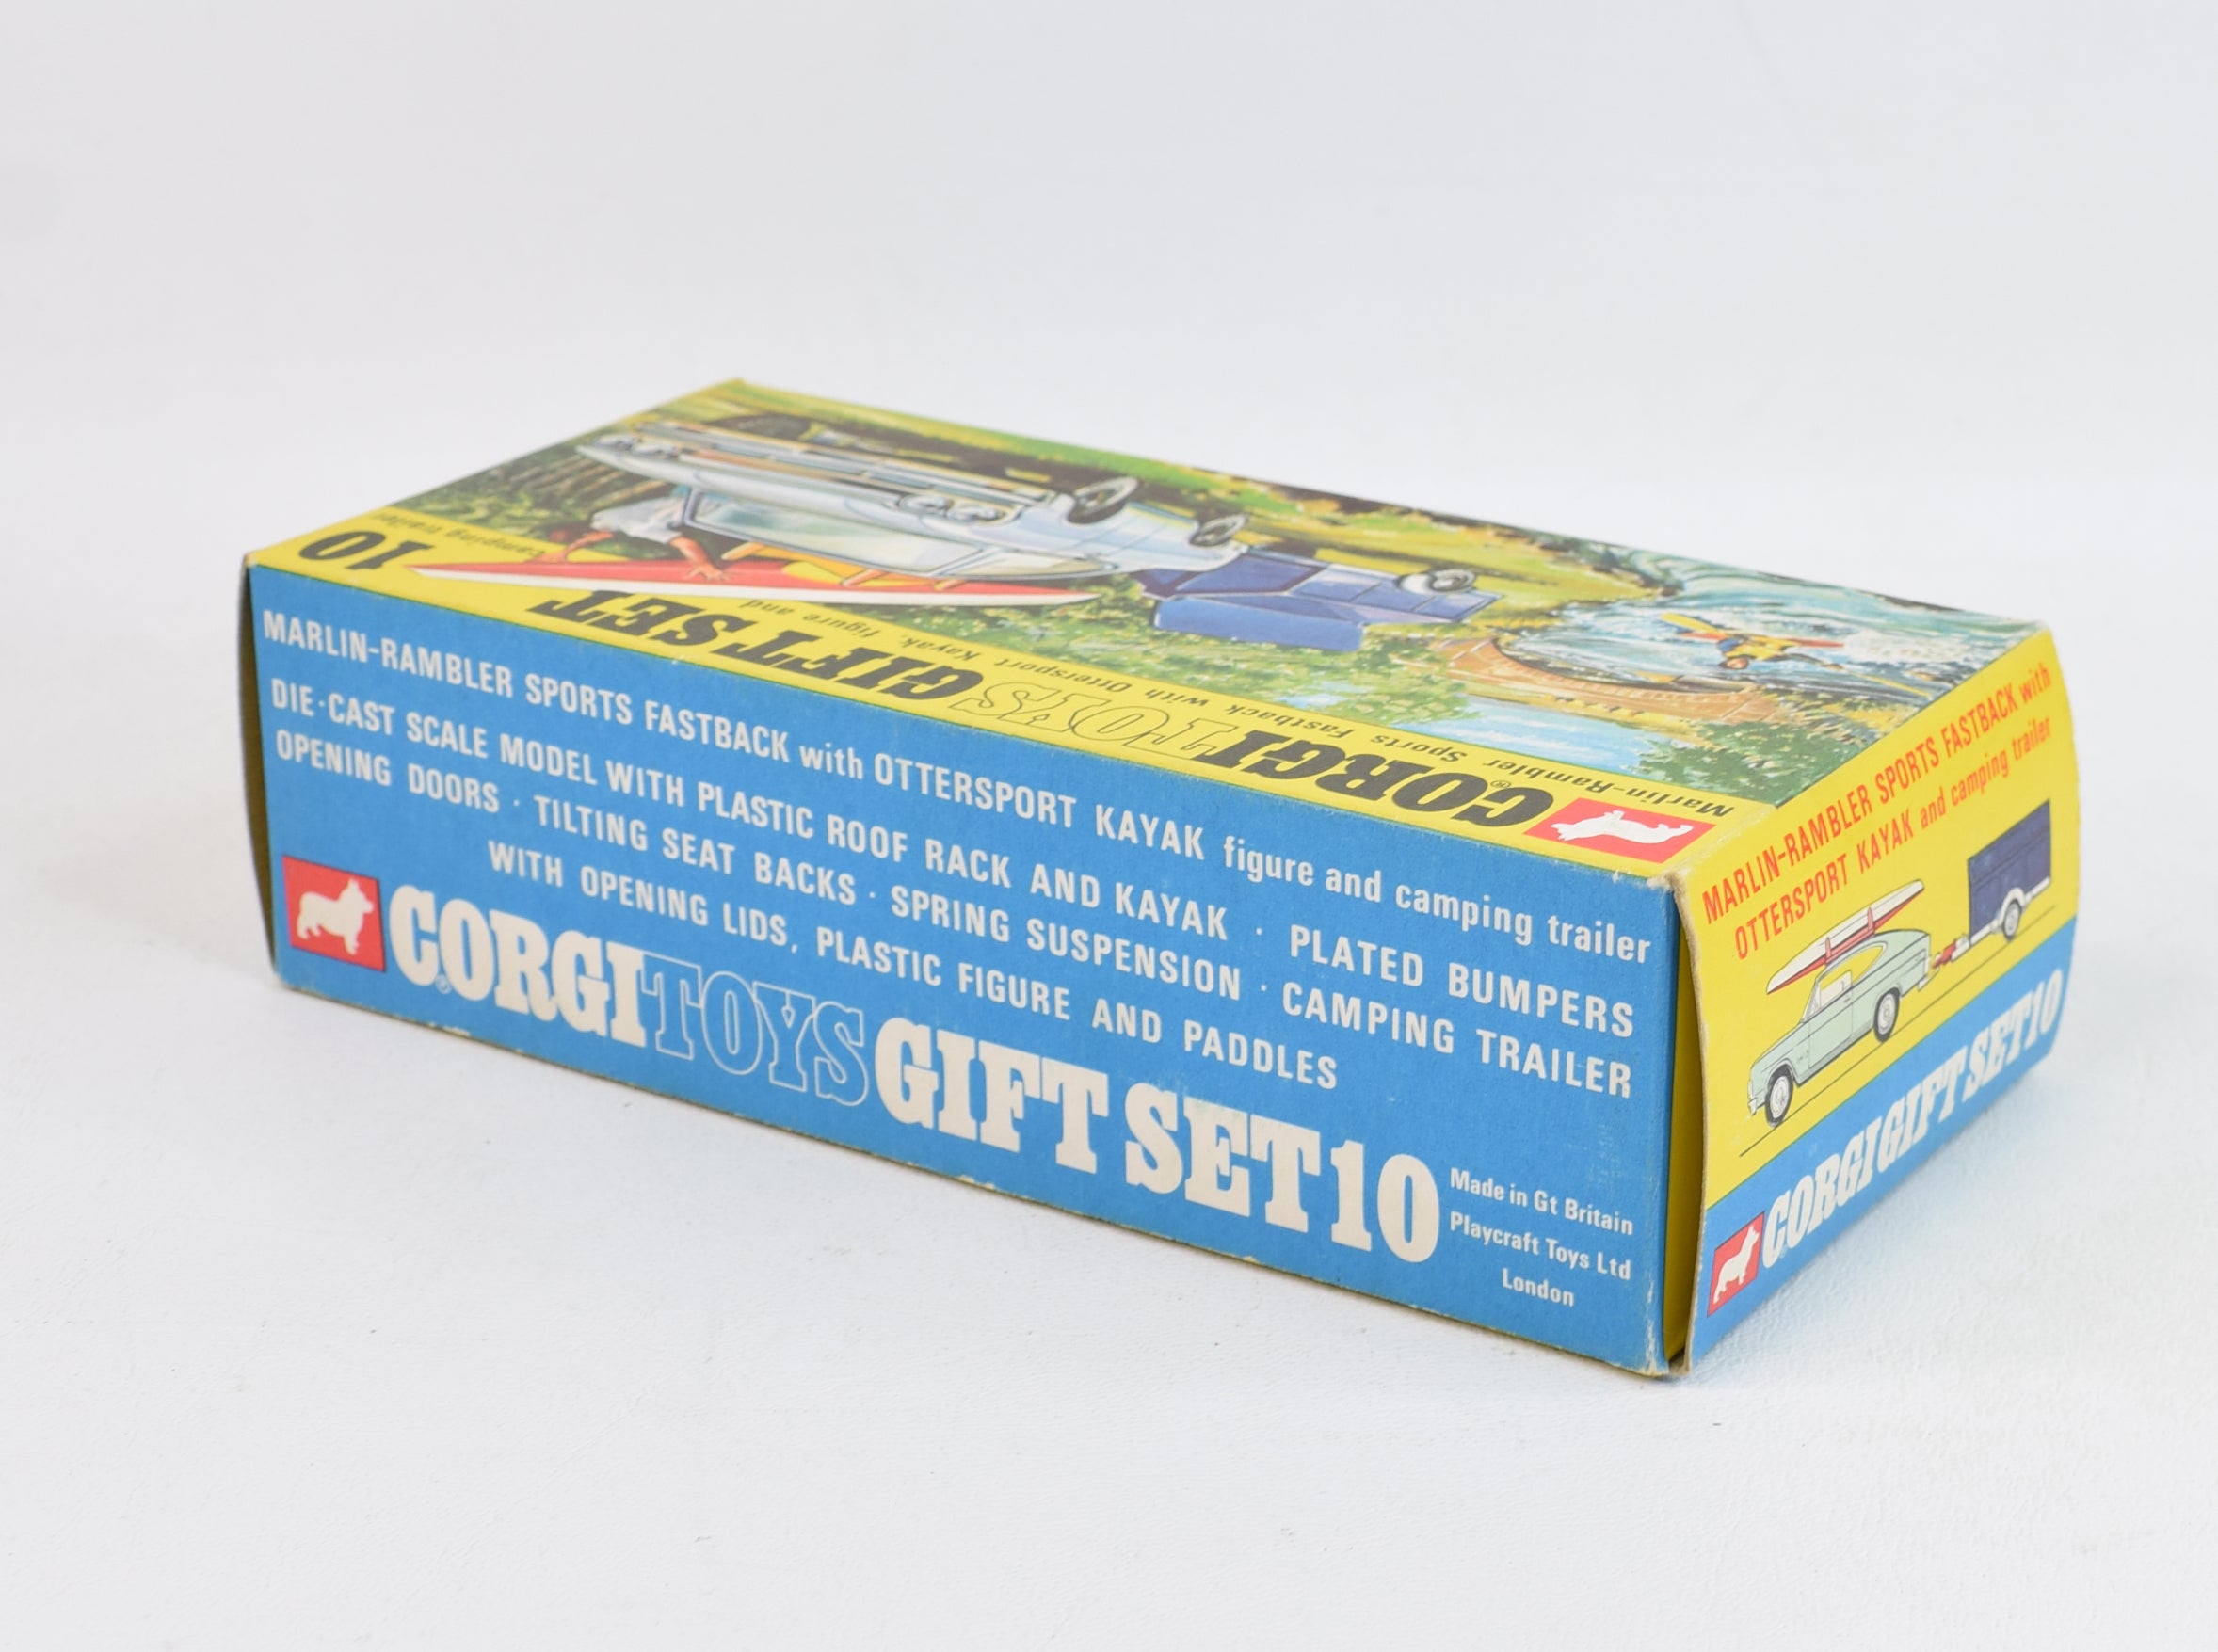 10
camping trailer
CORGI TOYS GIFT SET
®
Marlin-Rambler Sports Fastback with Ottersport Kayak, figure and
MARLIN-RAMBLER SPORTS FASTBACK with OTTERSPORT KAYAK figure and camping trailer
DIE·CAST SCALE MODEL WITH PLASTIC ROOF RACK AND KAYAK · PLATED BUMPERS
OPENING DOORS · TILTING SEAT BACKS · SPRING SUSPENSION · CAMPING TRAILER
WITH OPENING LIDS, PLASTIC FIGURE AND PADDLES
CORGI TOYS GIFT SET 10
®
Made in Gt Britain
Playcraft Toys Ltd
London
MARLIN-RAMBLER SPORTS FASTBACK with
OTTERSPORT KAYAK and camping trailer
CORGI GIFT SET 10